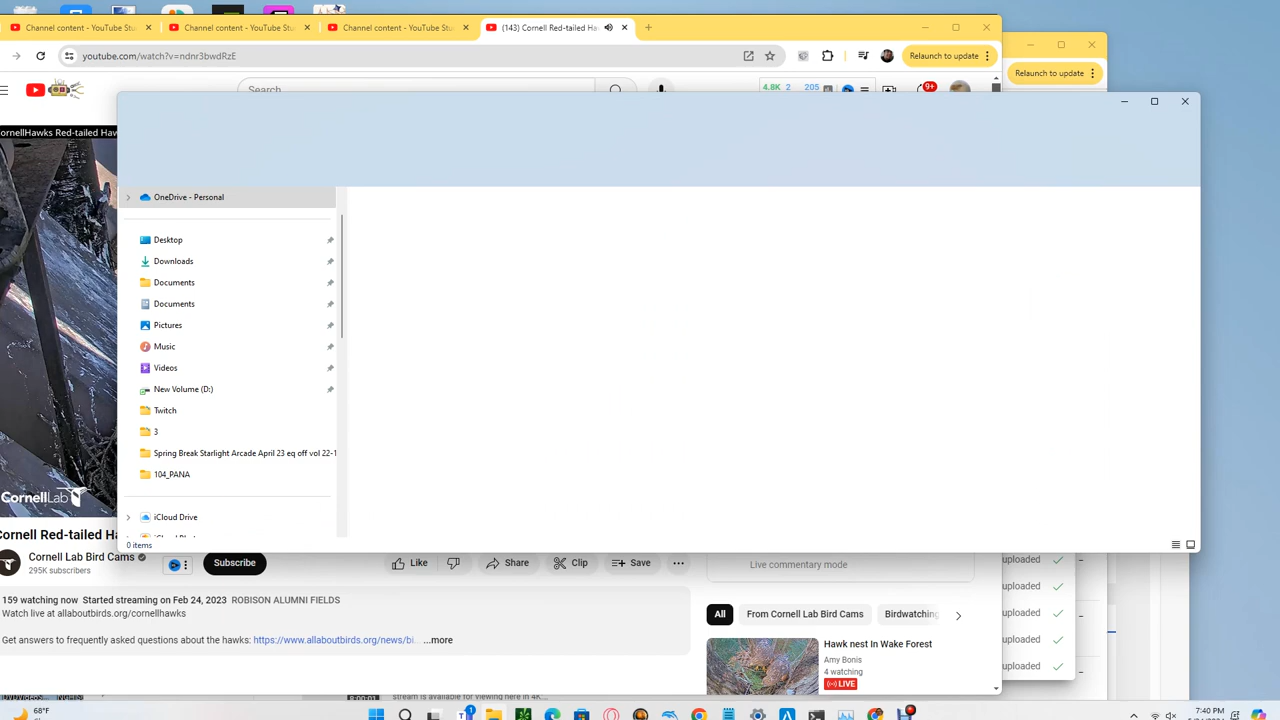 Channel content - YouTube Stu
Channel content - YouTube Stu
Channel content - YouTube Stu
(143) Cornell Red-tailed Ha
youtube.com/watch?v=ndnr3bwdRzE
Relaunch to update
Relaunch to update
Search
4.8K 2 205
9+
CornellHawks Red-tailed Haw
OneDrive - Personal
Desktop
Downloads
Documents
Documents
Pictures
Music
Videos
New Volume (D:)
Twitch
3
Spring Break Starlight Arcade April 23 eq off vol 22-1
104_PANA
iCloud Drive
0 items
CornellLab
Cornell Red-tailed
Cornell Lab Bird Cams
295K subscribers
Subscribe
Like
Share
Clip
Save
Live commentary mode
uploaded
uploaded
uploaded
uploaded
uploaded
159 watching now Started streaming on Feb 24, 2023 ROBISON ALUMNI FIELDS
Watch live at allaboutbirds.org/cornellhawks
Get answers to frequently asked questions about the hawks: https://www.allaboutbirds.org/news/bi... ...more
All
From Cornell Lab Bird Cams
Birdwatching
Hawk nest In Wake Forest
Amy Bonis
4 watching
LIVE
stream is available for viewing here in 4K...
68°F
1
7:40 PM